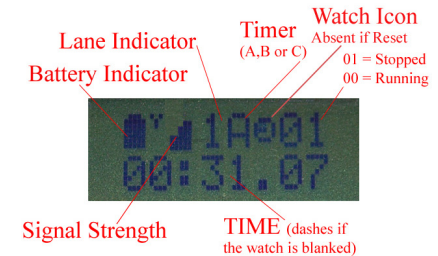 Watch Icon
Timer
Absent if Reset
Lane Indicator
(A,B or C)
01 = Stopped
Battery Indicator
00 = Running
1A 01
00:31.07
Signal Strength
TIME (dashes if
the watch is blanked)